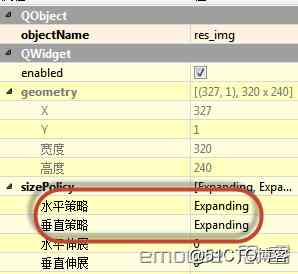 QObject
objectName res_img
QWidget
enabled
geometry [(327, 1), 320 x 240]
X 327
Y 1
宽度 320
高度 240
sizePolicy [Expanding, Expa...
水平策略 Expanding
垂直策略 Expanding
水平伸展 0
垂直伸展 0
@51CTO博客